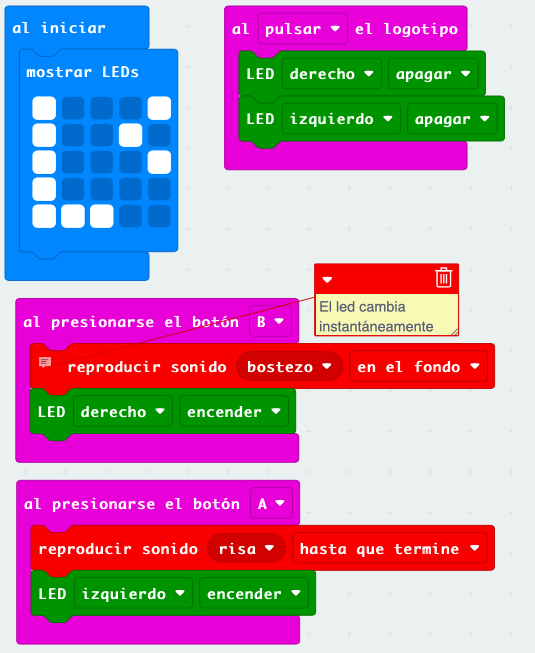 al iniciar
mostrar LEDs
al pulsar el logotipo
LED derecho apagar
LED izquierdo apagar
El led cambia
instantáneamente
al presionarse el botón B
reproducir sonido bostezo en el fondo
LED derecho encender
al presionarse el botón A
reproducir sonido risa hasta que termine
LED izquierdo encender